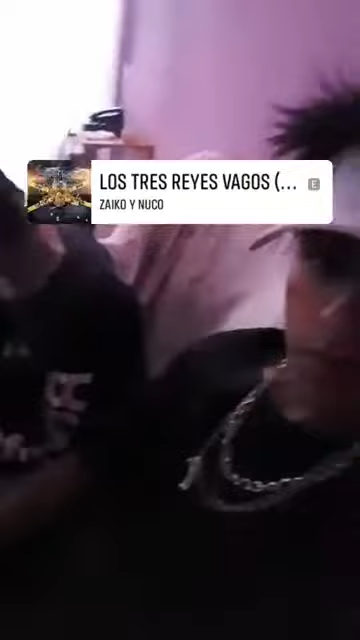 LOS TRES REYES VAGOS (...
E
ZAIKO Y NUCO